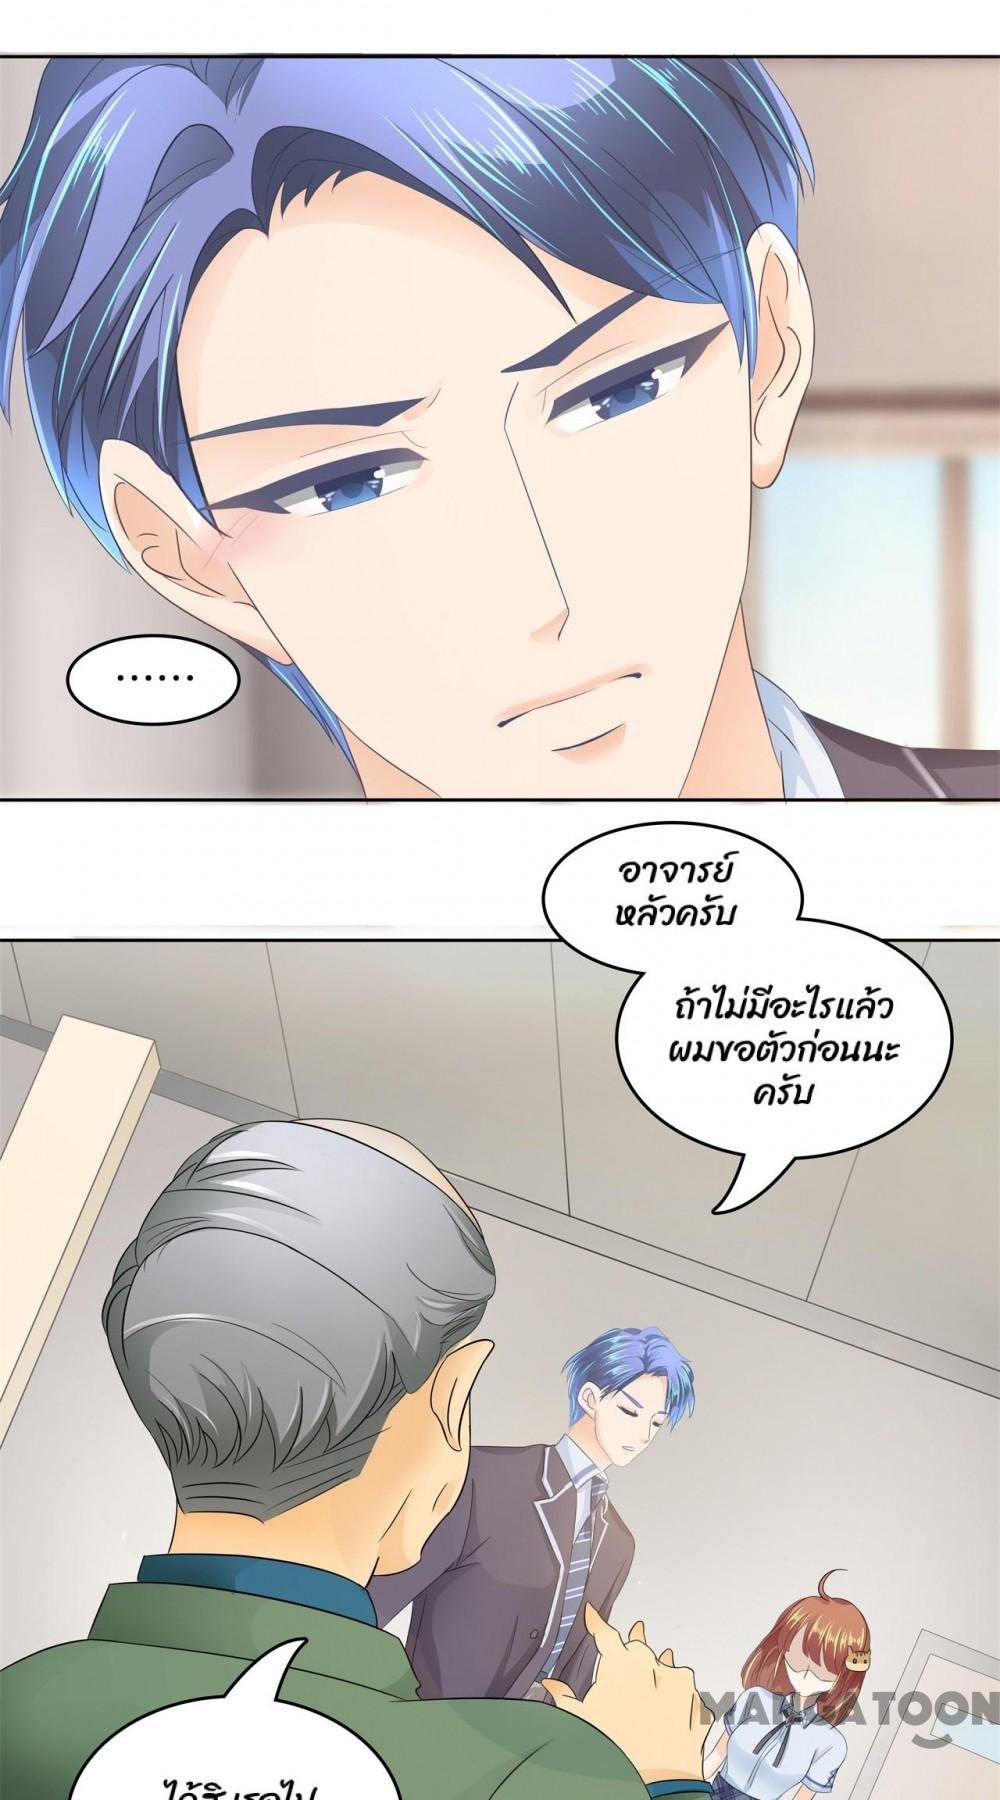 ......
อาจารย์
หลัวครับ
ถ้าไม่มีอะไรแล้ว
ผมขอตัวก่อนนะ
ครับ
MANGATOON